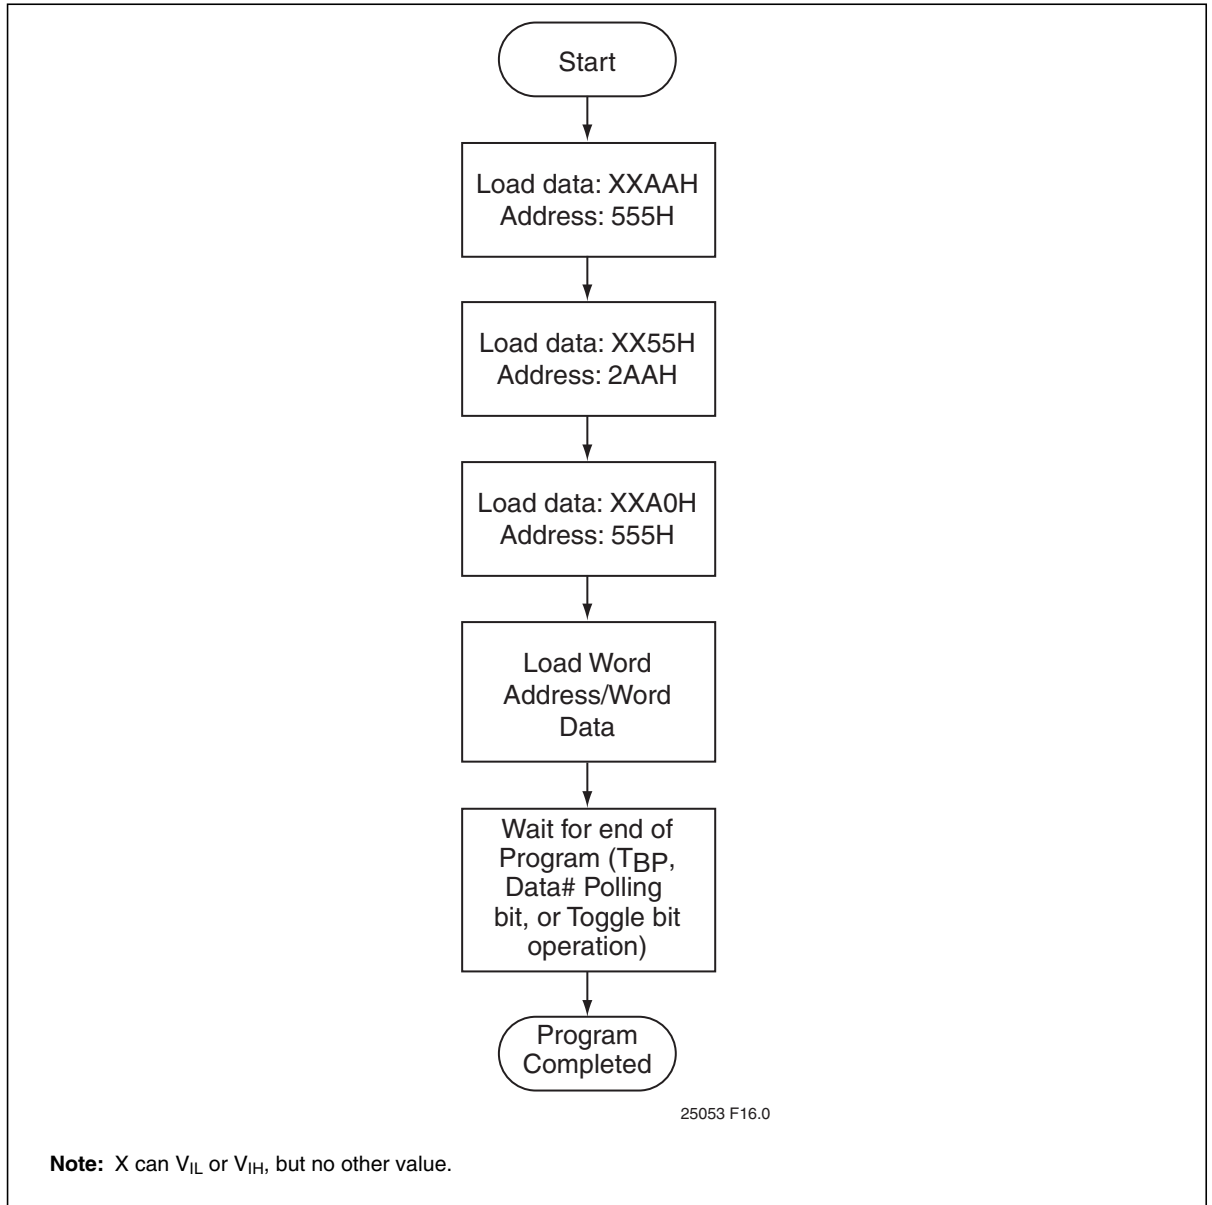 Start
Load data: XXAAH
Address: 555H
Load data: XX55H
Address: 2AAH
Load data: XXA0H
Address: 555H
Load Word
Address/Word
Data
Wait for end of
Program (TBP,
Data# Polling
bit, or Toggle bit
operation)
Program
Completed
25053 F16.0
Note: X can VIL or VIH, but no other value.